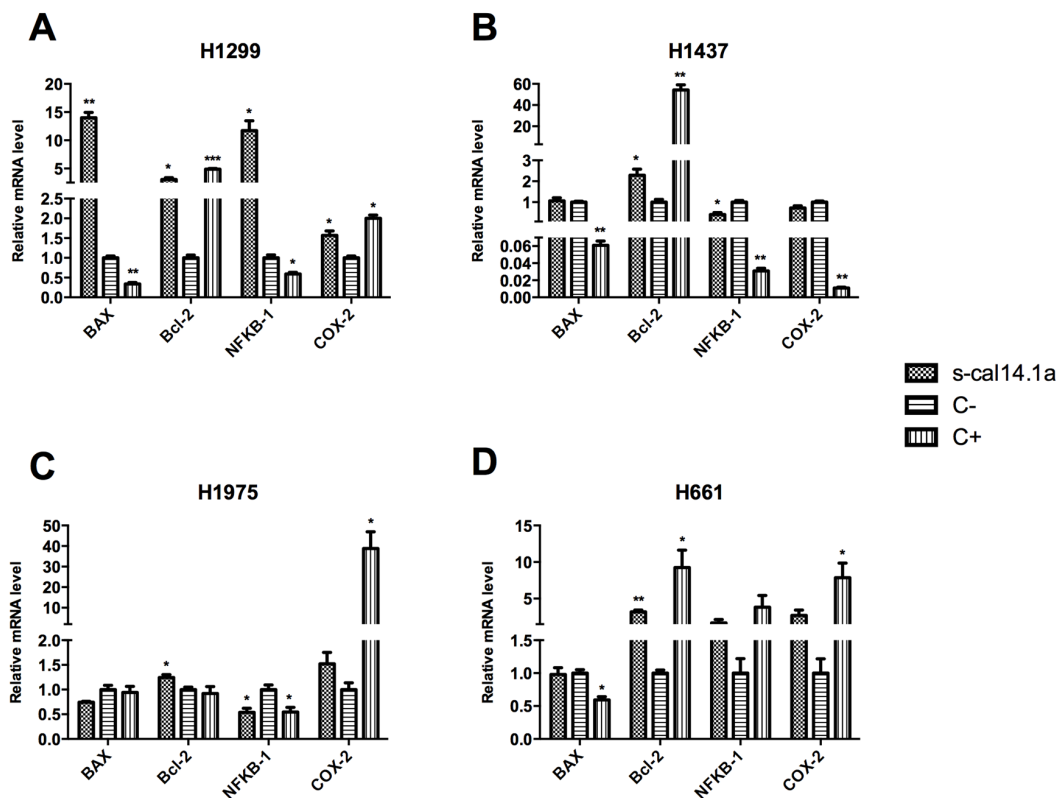 A
H1299
Relative mRNA level
20
15
10
5
2.5
2.0
1.5
1.0
0.5
0.0
**
**
*
***
*
*
*
*
BAX
Bcl-2
NFKB-1
COX-2
B
H1437
Relative mRNA level
60
40
20
3
2
1
0.06
0.04
0.02
0.00
**
*
**
*
**
**
BAX
Bcl-2
NFKB-1
COX-2
s-cal14.1a
C-
C+
C
H1975
Relative mRNA level
50
40
30
20
10
2.0
1.5
1.0
0.5
0.0
*
*
*
*
BAX
Bcl-2
NFKB-1
COX-2
D
H661
Relative mRNA level
15
10
5
1.5
1.0
0.5
0.0
*
**
*
*
BAX
Bcl-2
NFKB-1
COX-2